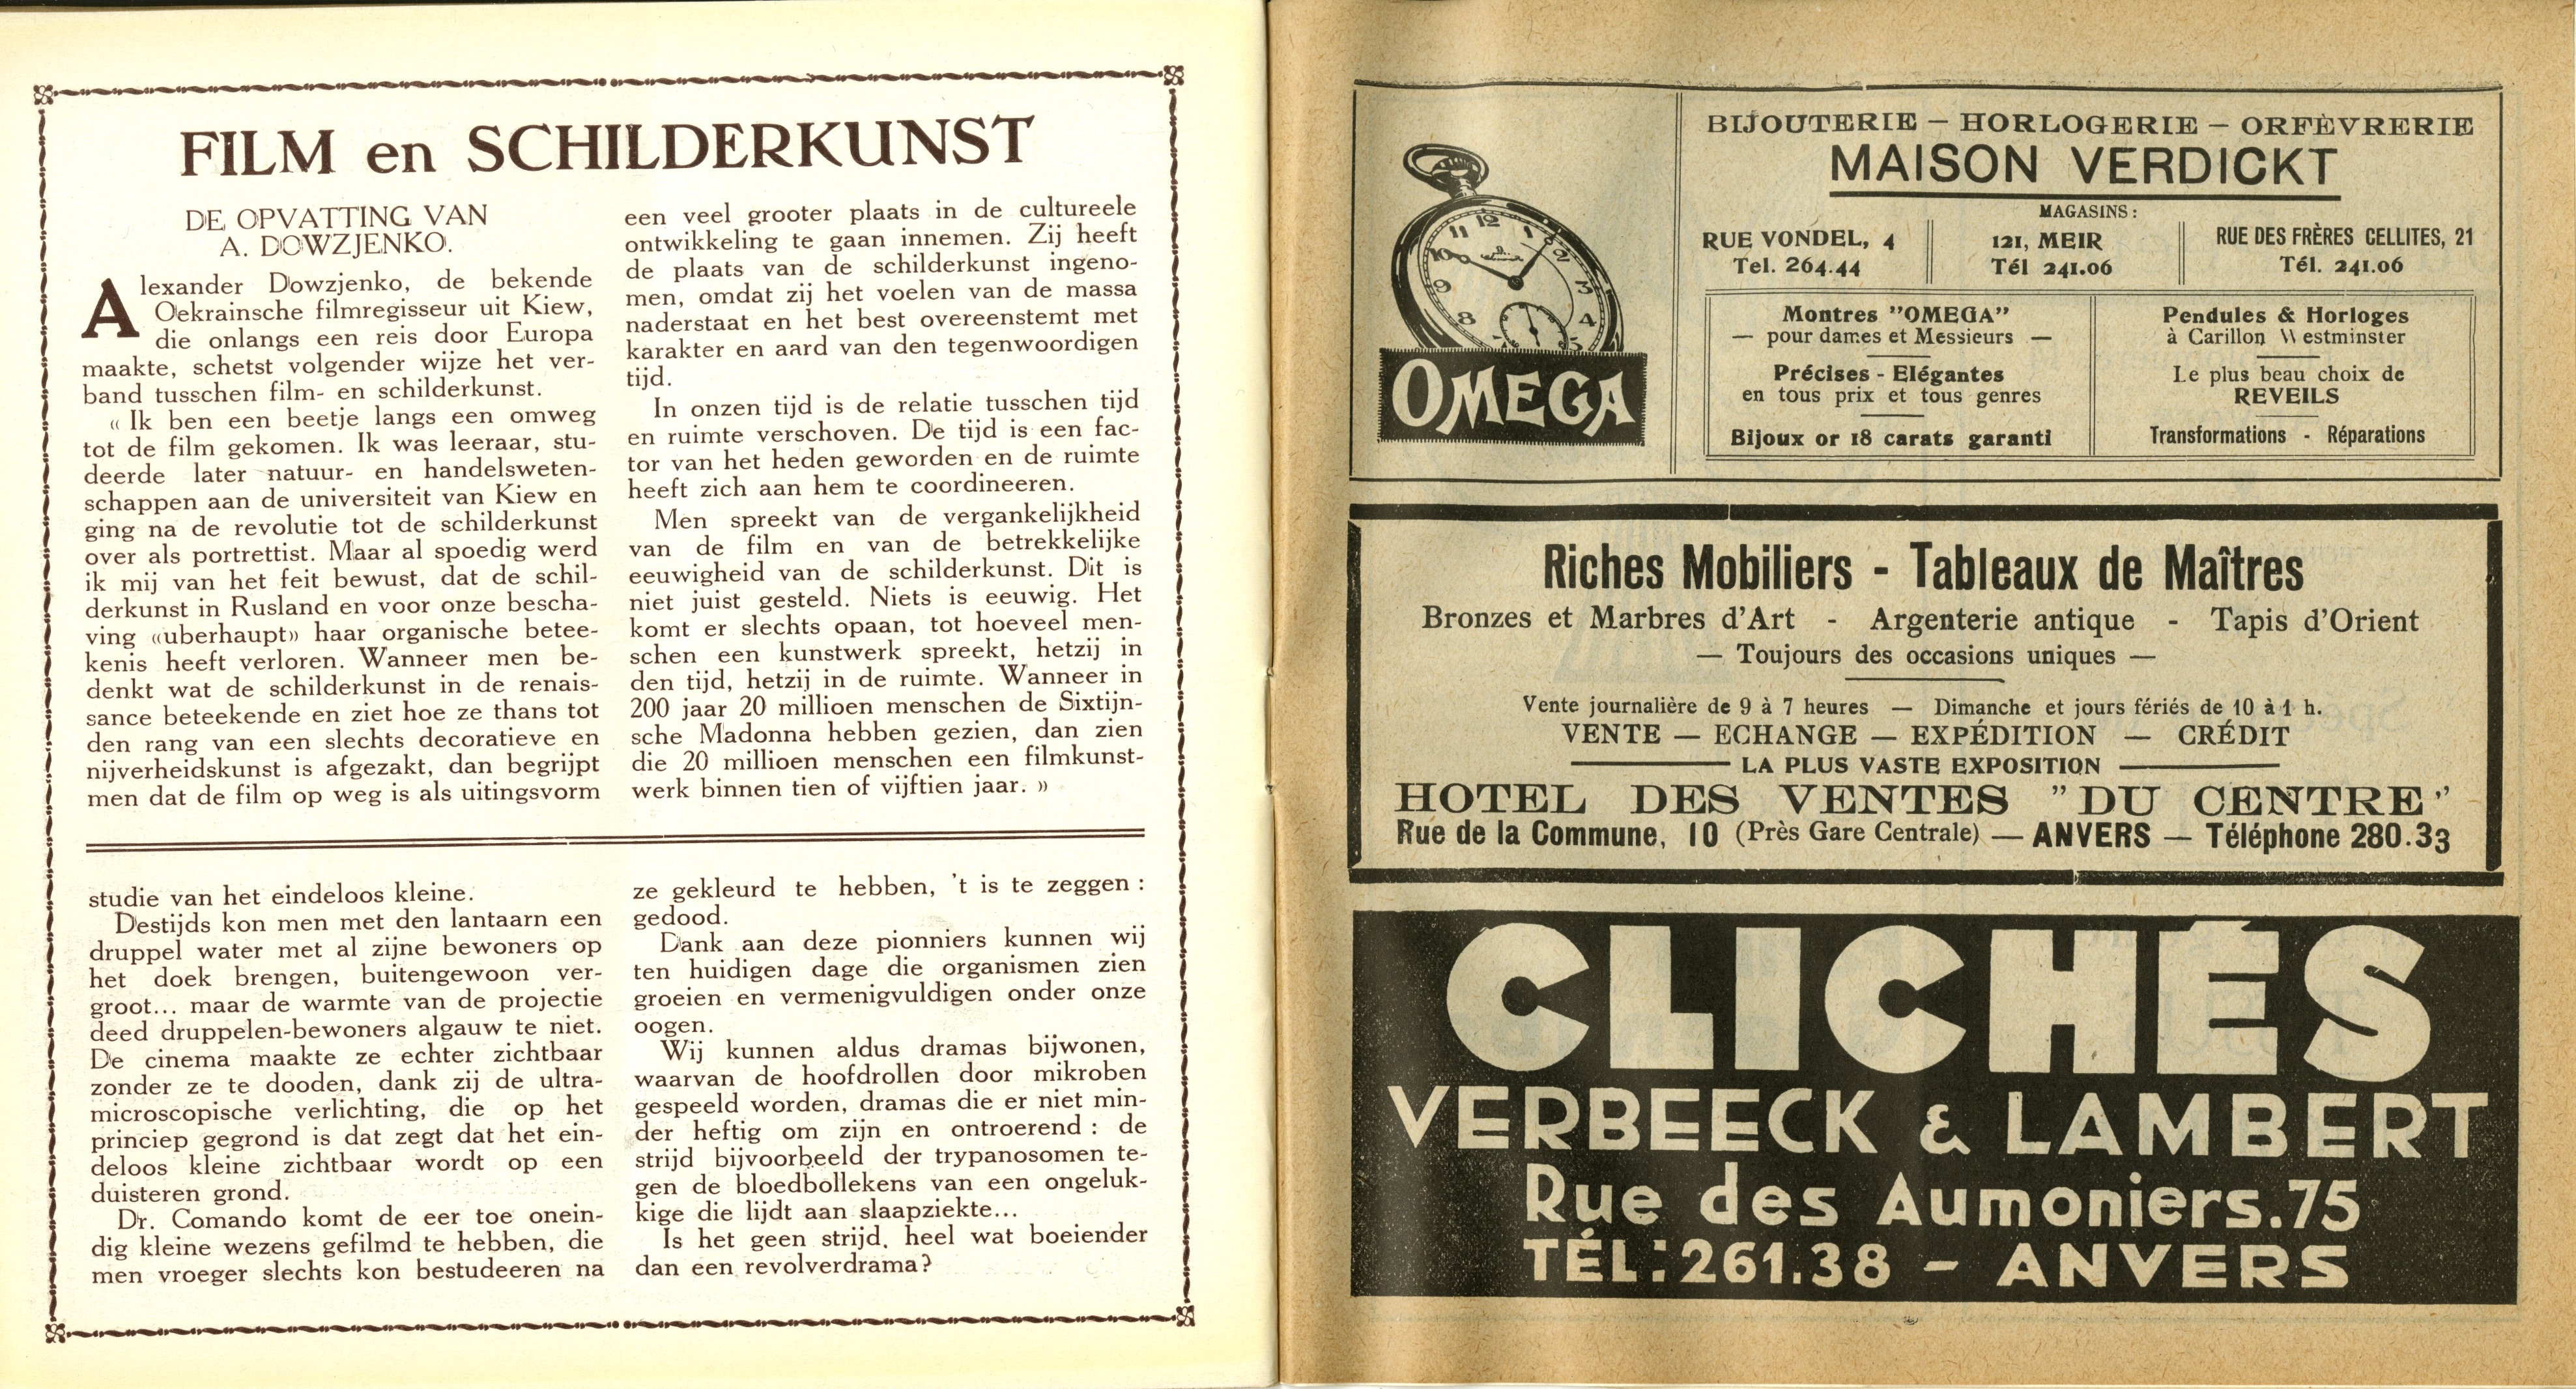 FILM en SCHILDERKUNST
DE OPVATTING VAN
A. DOWZJENKO.
Alexander Dowzjenko, de bekende
Oekrainsche filmregisseur uit Kiew,
die onlangs een reis door Europa
maakte, schetst volgender wijze het ver-
band tusschen film- en schilderkunst.
« Ik ben een beetje langs een omweg
tot de film gekomen. Ik was leeraar, stu-
deerde later natuur- en handelsweten-
schappen aan de universiteit van Kiew en
ging na de revolutie tot de schilderkunst
over als portrettist. Maar al spoedig werd
ik mij van het feit bewust, dat de schil-
derkunst in Rusland en voor onze bescha-
ving «uberhaupt» haar organische betee-
kenis heeft verloren. Wanneer men be-
denkt wat de schilderkunst in de renais-
sance beteekende en ziet hoe ze thans tot
den rang van een slechts decoratieve en
nijverheidskunst is afgezakt, dan begrijpt
men dat de film op weg is als uitingsvorm
een veel grooter plaats in de cultureele
ontwikkeling te gaan innemen. Zij heeft
de plaats van de schilderkunst ingeno-
men, omdat zij het voelen van de massa
naderstaat en het best overeenstemt met
karakter en aard van den tegenwoordigen
tijd.
In onzen tijd is de relatie tusschen tijd
en ruimte verschoven. De tijd is een fac-
tor van het heden geworden en de ruimte
heeft zich aan hem te coordineeren.
Men spreekt van de vergankelijkheid
van de film en van de betrekkelijke
eeuwigheid van de schilderkunst. Dit is
niet juist gesteld. Niets is eeuwig. Het
komt er slechts opaan, tot hoeveel men-
schen een kunstwerk spreekt, hetzij in
den tijd, hetzij in de ruimte. Wanneer in
200 jaar 20 millioen menschen de Sixtijn-
sche Madonna hebben gezien, dan zien
die 20 millioen menschen een filmkunst-
werk binnen tien of vijftien jaar. »
studie van het eindeloos kleine.
Destijds kon men met den lantaarn een
druppel water met al zijne bewoners op
het doek brengen, buitengewoon ver-
groot... maar de warmte van de projectie
deed druppelen-bewoners algauw te niet.
De cinema maakte ze echter zichtbaar
zonder ze te dooden, dank zij de ultra-
microscopische verlichting, die op het
princiep gegrond is dat zegt dat het ein-
deloos kleine zichtbaar wordt op een
duisteren grond.
Dr. Comando komt de eer toe onein-
dig kleine wezens gefilmd te hebben, die
men vroeger slechts kon bestudeeren na
ze gekleurd te hebben, 't is te zeggen :
gedood.
Dank aan deze pionniers kunnen wij
ten huidigen dage die organismen zien
groeien en vermenigvuldigen onder onze
oogen.
Wij kunnen aldus dramas bijwonen,
waarvan de hoofdrollen door mikroben
gespeeld worden, dramas die er niet min-
der heftig om zijn en ontroerend : de
strijd bijvoorbeeld der trypanosomen te-
gen de bloedbollekens van een ongeluk-
kige die lijdt aan slaapziekte...
Is het geen strijd, heel wat boeiender
dan een revolverdrama?
BIJOUTERIE — HORLOGERIE — ORFÈVRERIE
MAISON VERDICKT
MAGASINS :
RUE VONDEL, 4
Tel. 264.44
121, MEIR
Tél 241.06
RUE DES FRÈRES CELLITES, 21
Tél. 241.06
Montres "OMEGA"
— pour dames et Messieurs —
Précises - Elégantes
en tous prix et tous genres
Bijoux or 18 carats garanti
Pendules & Horloges
à Carillon Westminster
Le plus beau choix de
REVEILS
Transformations - Réparations
11 12 1 2 3 4 8 9 10
OMEGA
Riches Mobiliers - Tableaux de Maîtres
Bronzes et Marbres d'Art - Argenterie antique - Tapis d'Orient
— Toujours des occasions uniques —
Vente journalière de 9 à 7 heures — Dimanche et jours fériés de 10 à 1 h.
VENTE — ECHANGE — EXPÉDITION — CRÉDIT
LA PLUS VASTE EXPOSITION
HOTEL DES VENTES "DU CENTRE"
Rue de la Commune, 10 (Près Gare Centrale) — ANVERS — Téléphone 280.33
CLICHÉS
VERBEECK & LAMBERT
Rue des Aumoniers.75
TÉL:261.38 - ANVERS